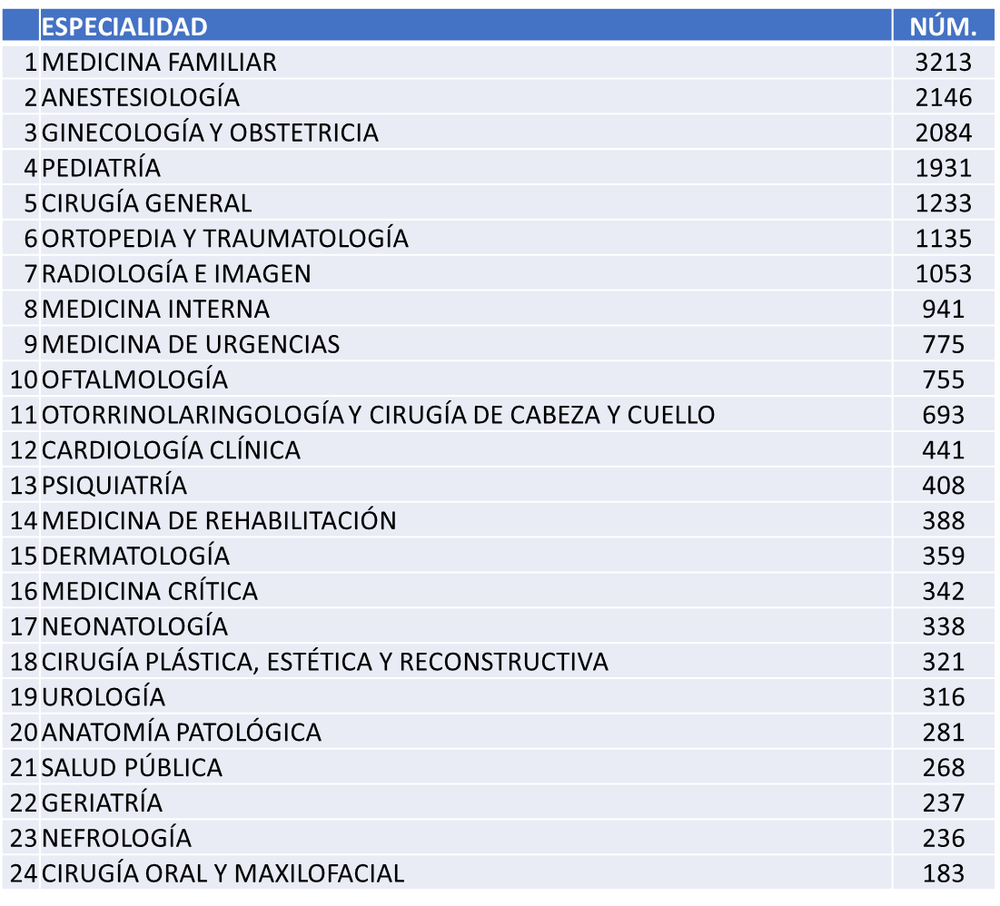 ESPECIALIDAD NÚM.
1 MEDICINA FAMILIAR 3213
2 ANESTESIOLOGÍA 2146
3 GINECOLOGÍA Y OBSTETRICIA 2084
4 PEDIATRÍA 1931
5 CIRUGÍA GENERAL 1233
6 ORTOPEDIA Y TRAUMATOLOGÍA 1135
7 RADIOLOGÍA E IMAGEN 1053
8 MEDICINA INTERNA 941
9 MEDICINA DE URGENCIAS 775
10 OFTALMOLOGÍA 755
11 OTORRINOLARINGOLOGÍA Y CIRUGÍA DE CABEZA Y CUELLO 693
12 CARDIOLOGÍA CLÍNICA 441
13 PSIQUIATRÍA 408
14 MEDICINA DE REHABILITACIÓN 388
15 DERMATOLOGÍA 359
16 MEDICINA CRÍTICA 342
17 NEONATOLOGÍA 338
18 CIRUGÍA PLÁSTICA, ESTÉTICA Y RECONSTRUCTIVA 321
19 UROLOGÍA 316
20 ANATOMÍA PATOLÓGICA 281
21 SALUD PÚBLICA 268
22 GERIATRÍA 237
23 NEFROLOGÍA 236
24 CIRUGÍA ORAL Y MAXILOFACIAL 183